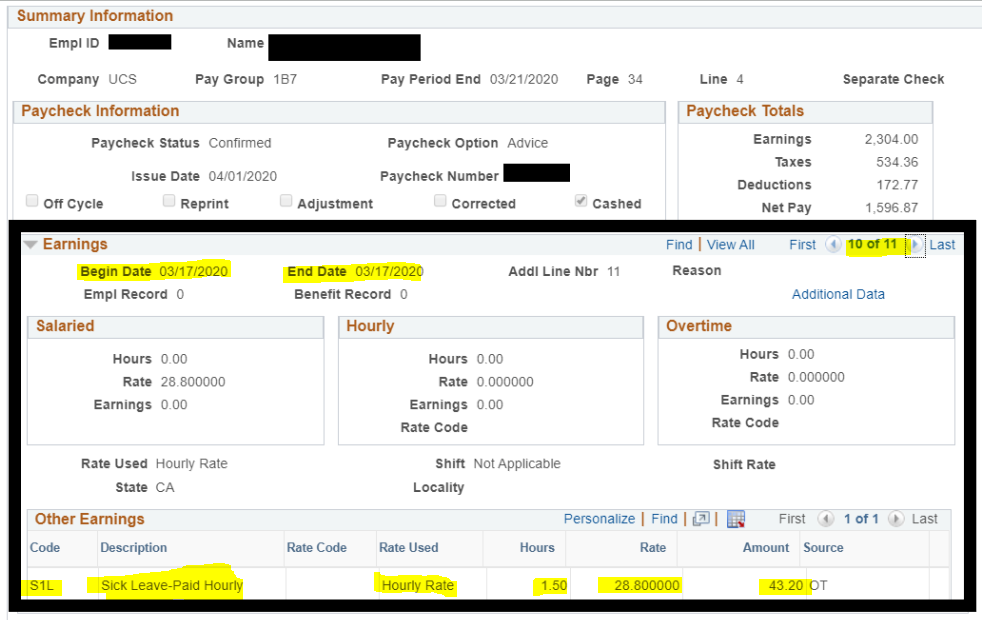 Summary Information
Empl ID Name
Company UCS Pay Group 1B7 Pay Period End 03/21/2020 Page 34 Line 4 Separate Check
Paycheck Information
Paycheck Status Confirmed Paycheck Option Advice
Issue Date 04/01/2020 Paycheck Number
Off Cycle Reprint Adjustment Corrected Cashed
Paycheck Totals
Earnings 2,304.00
Taxes 534.36
Deductions 172.77
Net Pay 1,596.87
Earnings Find | View All First 10 of 11 Last
Begin Date 03/17/2020 End Date 03/17/2020 Addl Line Nbr 11 Reason
Empl Record 0 Benefit Record 0 Additional Data
Salaried
Hours 0.00
Rate 28.800000
Earnings 0.00
Hourly
Hours 0.00
Rate 0.000000
Earnings 0.00
Rate Code
Overtime
Hours 0.00
Rate 0.000000
Earnings 0.00
Rate Code
Rate Used Hourly Rate Shift Not Applicable Shift Rate
State CA Locality
Other Earnings Personalize | Find | | First 1 of 1 Last
Code Description Rate Code Rate Used Hours Rate Amount Source
S1L Sick Leave-Paid Hourly Hourly Rate 1.50 28.800000 43.20 OT